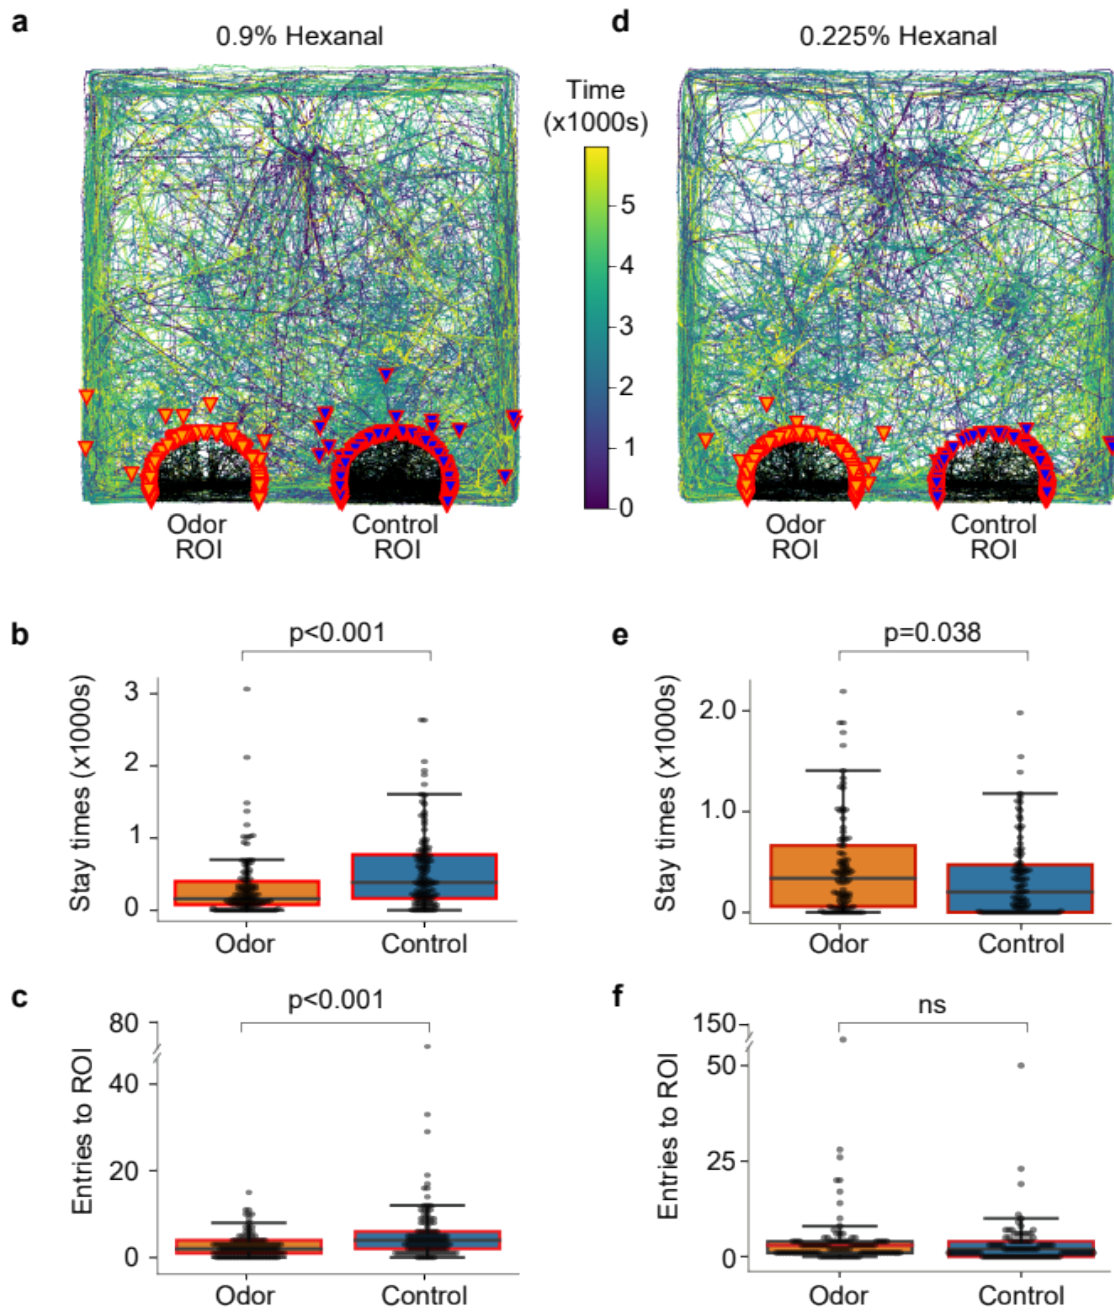 a
0.9% Hexanal
d
0.225% Hexanal
Time
(x1000s)
5
4
3
2
1
0
Odor
ROI
Control
ROI
Odor
ROI
Control
ROI
b
p<0.001
Stay times (x1000s)
3
2
1
0
Odor
Control
e
p=0.038
Stay times (x1000s)
2.0
1.0
0
Odor
Control
c
p<0.001
Entries to ROI
80
40
20
0
Odor
Control
f
ns
Entries to ROI
150
50
25
0
Odor
Control